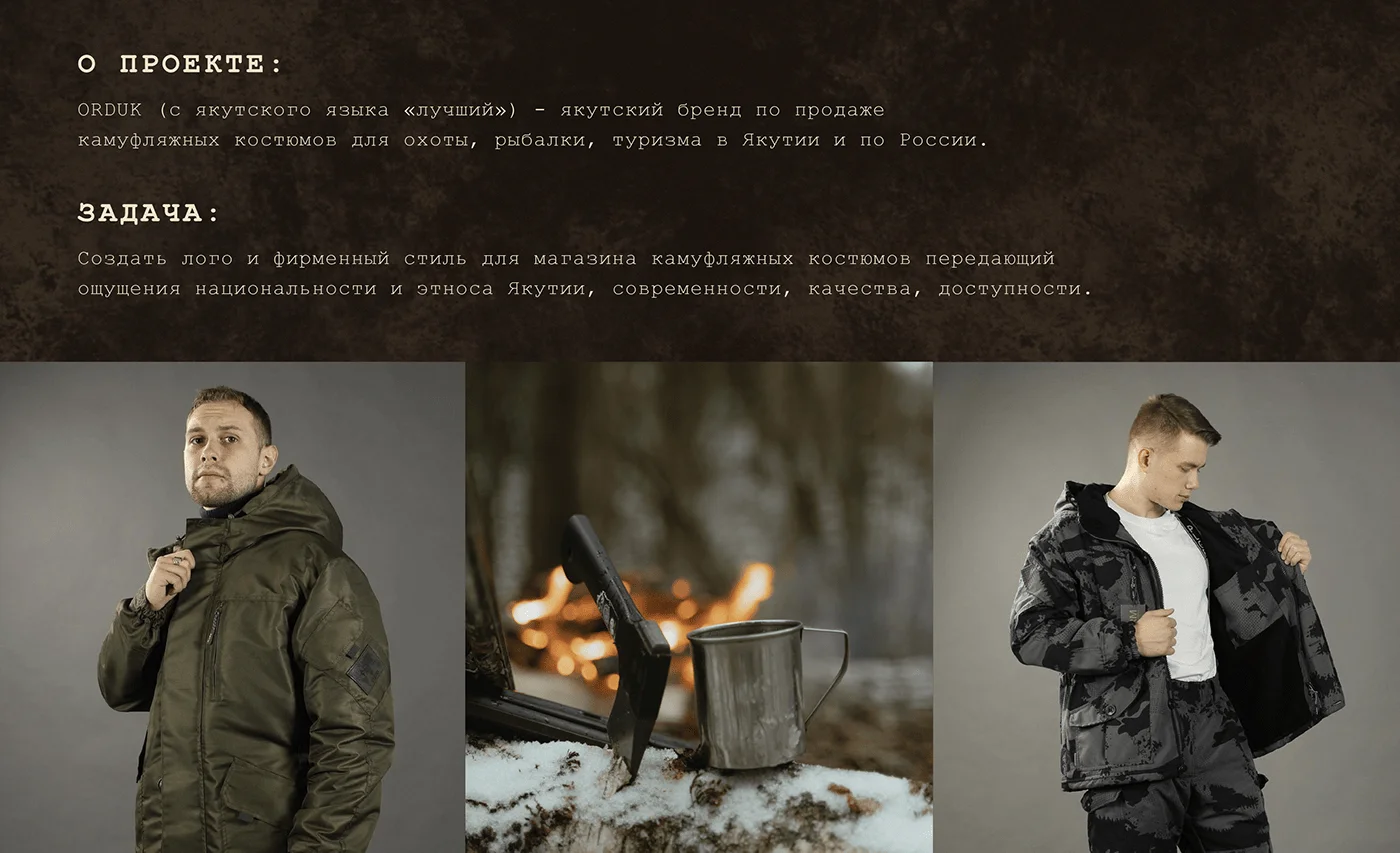 О ПРОЕКТЕ:
ORDUK (с якутского языка «лучший») - якутский бренд по продаже
камуфляжных костюмов для охоты, рыбалки, туризма в Якутии и по России.
ЗАДАЧА:
Создать лого и фирменный стиль для магазина камуфляжных костюмов передающий
ощущения национальности и этноса Якутии, современности, качества, доступности.